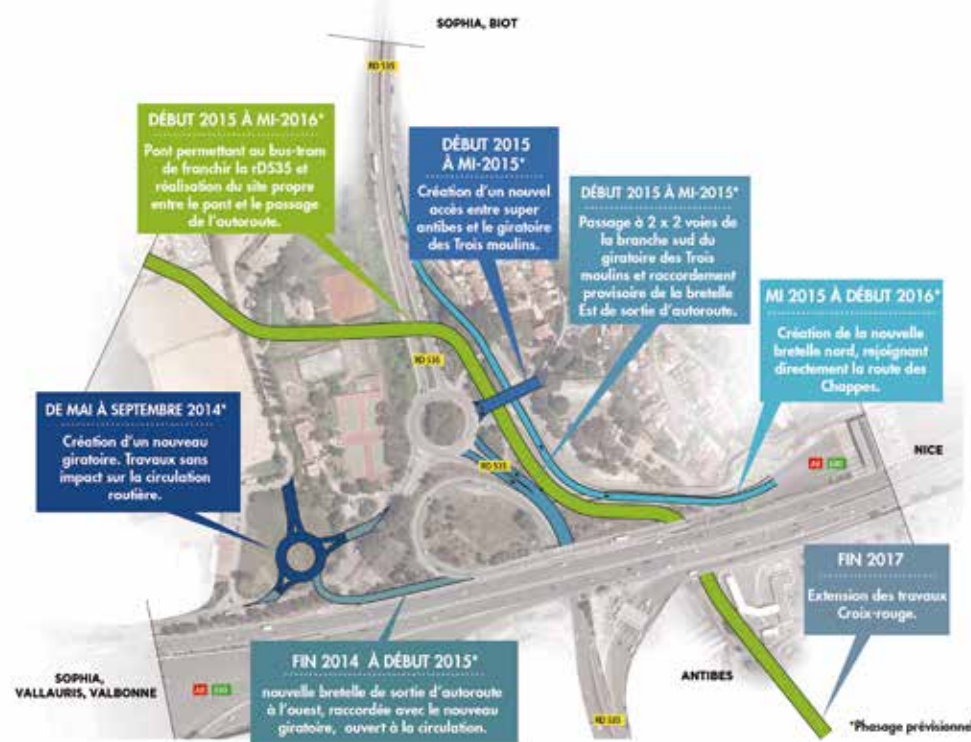 SOPHIA, BIOT
RD 535
DÉBUT 2015 À MI-2016*
Pont permettant au bus-tram
de franchir la rD535 et
réalisation du site propre
entre le pont et le passage
de l'autoroute.
DÉBUT 2015
À MI-2015*
Création d'un nouvel
accès entre super
antibes et le giratoire
des Trois moulins.
DÉBUT 2015 À MI-2015*
Passage à 2 x 2 voies de
la branche sud du
giratoire des Trois
moulins et raccordement
provisoire de la bretelle
Est de sortie d'autoroute.
MI 2015 À DÉBUT 2016*
Création de la nouvelle
bretelle nord, rejoignant
directement la route des
Chappes.
RD 535
DE MAI À SEPTEMBRE 2014*
Création d'un nouveau
giratoire. Travaux sans
impact sur la circulation
routière.
NICE
RD 535
A8 E80
FIN 2017
Extension des travaux
Croix-rouge.
FIN 2014 À DÉBUT 2015*
nouvelle bretelle de sortie d'autoroute
à l'ouest, raccordée avec le nouveau
giratoire, ouvert à la circulation.
SOPHIA,
VALLAURIS, VALBONNE
A8 E80
ANTIBES
RD 535
*Phasage prévisionnel